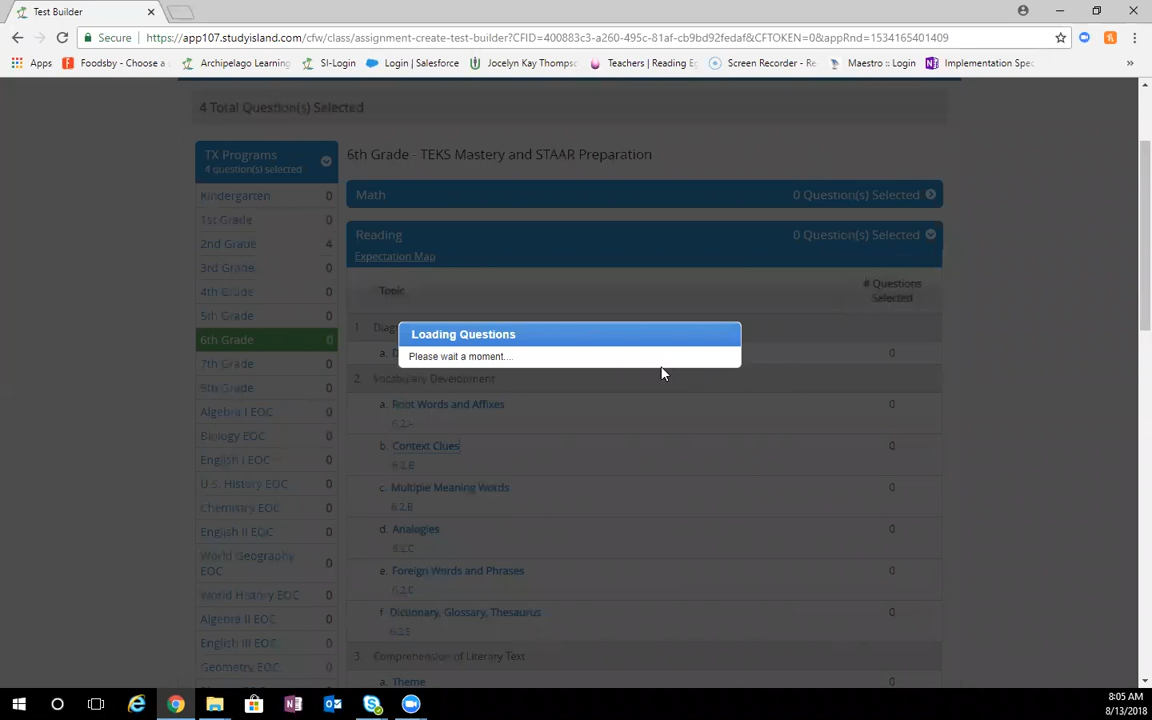 Test Builder
Secure
https://app107.studyisland.com/cfw/class/assignment-create-test-builder?CFID=400883c3-a260-495c-81af-cb9bd92fedaf&CFTOKEN=0&appRnd=1534165401409
Apps
Foodsby - Choose a
Archipelago Learning
SI-Login
Login | Salesforce
Jocelyn Kay Thomps
Teachers | Reading E
Screen Recorder - Re
Maestro :: Login
Implementation Spec
4 Total Question(s) Selected
TX Programs
4 question(s) selected
Kindergarten 0
1st Grade 0
2nd Grade 4
3rd Grade 0
4th Grade 0
5th Grade 0
6th Grade 0
7th Grade 0
Algebra I EOC 0
Biology EOC 0
English I EOC 0
U.S. History EOC 0
Chemistry EOC 0
English II EOC 0
World Geography
EOC 0
World History EOC 0
Algebra II EOC 0
English III EOC 0
Geometry EOC 0
6th Grade - TEKS Mastery and STAAR Preparation
Math 0 Question(s) Selected
Reading 0 Question(s) Selected
Expectation Map
Topic # Questions
Selected
1.
Loading Questions
Please wait a moment....
a. 0
2. Vocabulary Development
a. Root Words and Affixes 0
b. Context Clues 0
6.2.B
c. Multiple Meaning Words 0
6.2.B
d. Analogies 0
6.2.C
e. Foreign Words and Phrases 0
f. Dictionary, Glossary, Thesaurus 0
6.2.E
3. Comprehension of Literary Text
a. Theme 0
8:05 AM
8/13/2018